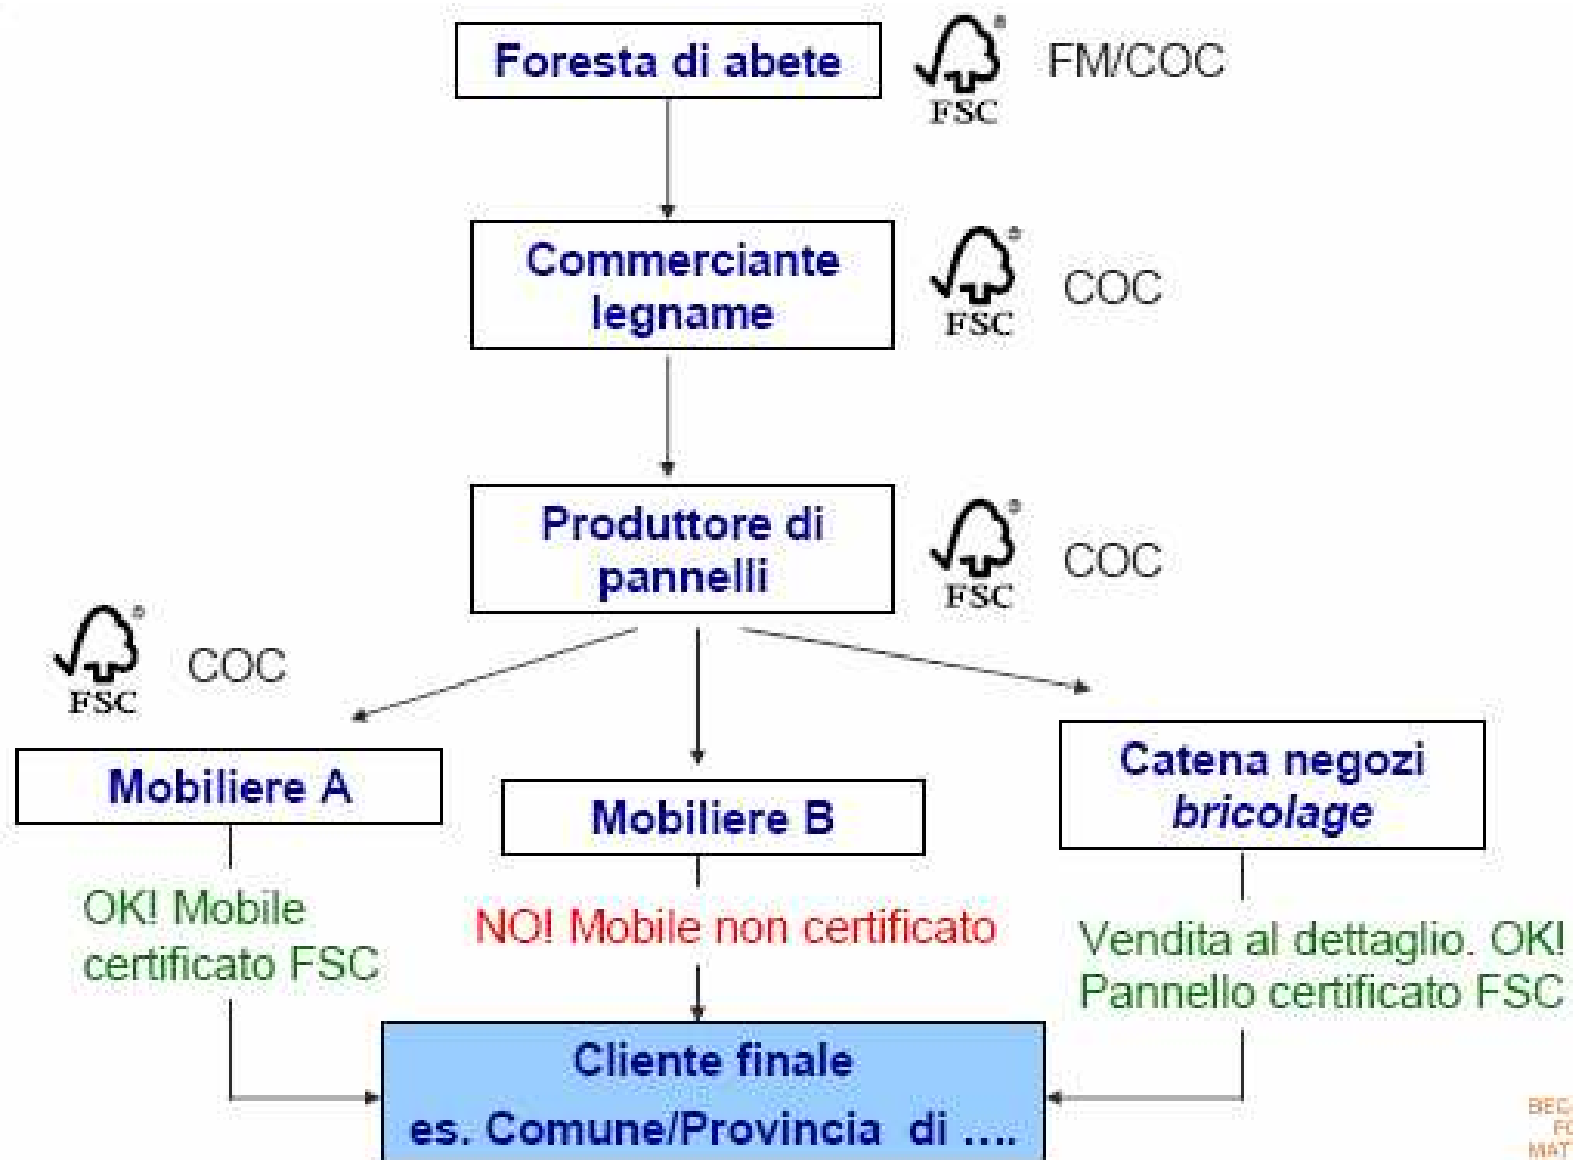 Foresta di abete
FSC
FM/COC
Commerciante
legname
FSC
COC
Produttore di
pannelli
FSC
COC
FSC
COC
Mobiliere A
Mobiliere B
Catena negozi
bricolage
OK! Mobile
certificato FSC
NO! Mobile non certificato
Vendita al dettaglio. OK!
Pannello certificato FSC
Cliente finale
es. Comune/Provincia di ....